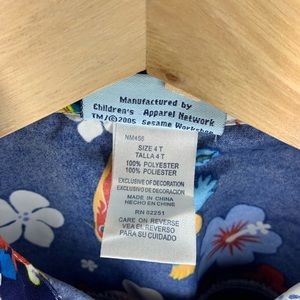 Manufactured by
Children's Apparel Network
TM/©2005 Sesame Workshop
NM456
SIZE 4 T
TALLA 4 T
100% POLYESTER
100% POLIESTER
EXCLUSIVE OF DECORATION
EXCLUSIVO DE DECORACION
MADE IN CHINA
HECHO EN CHINE
RN 82251
CARE ON REVERSE
VEA EL REVERSO
PARA SU CUIDADO